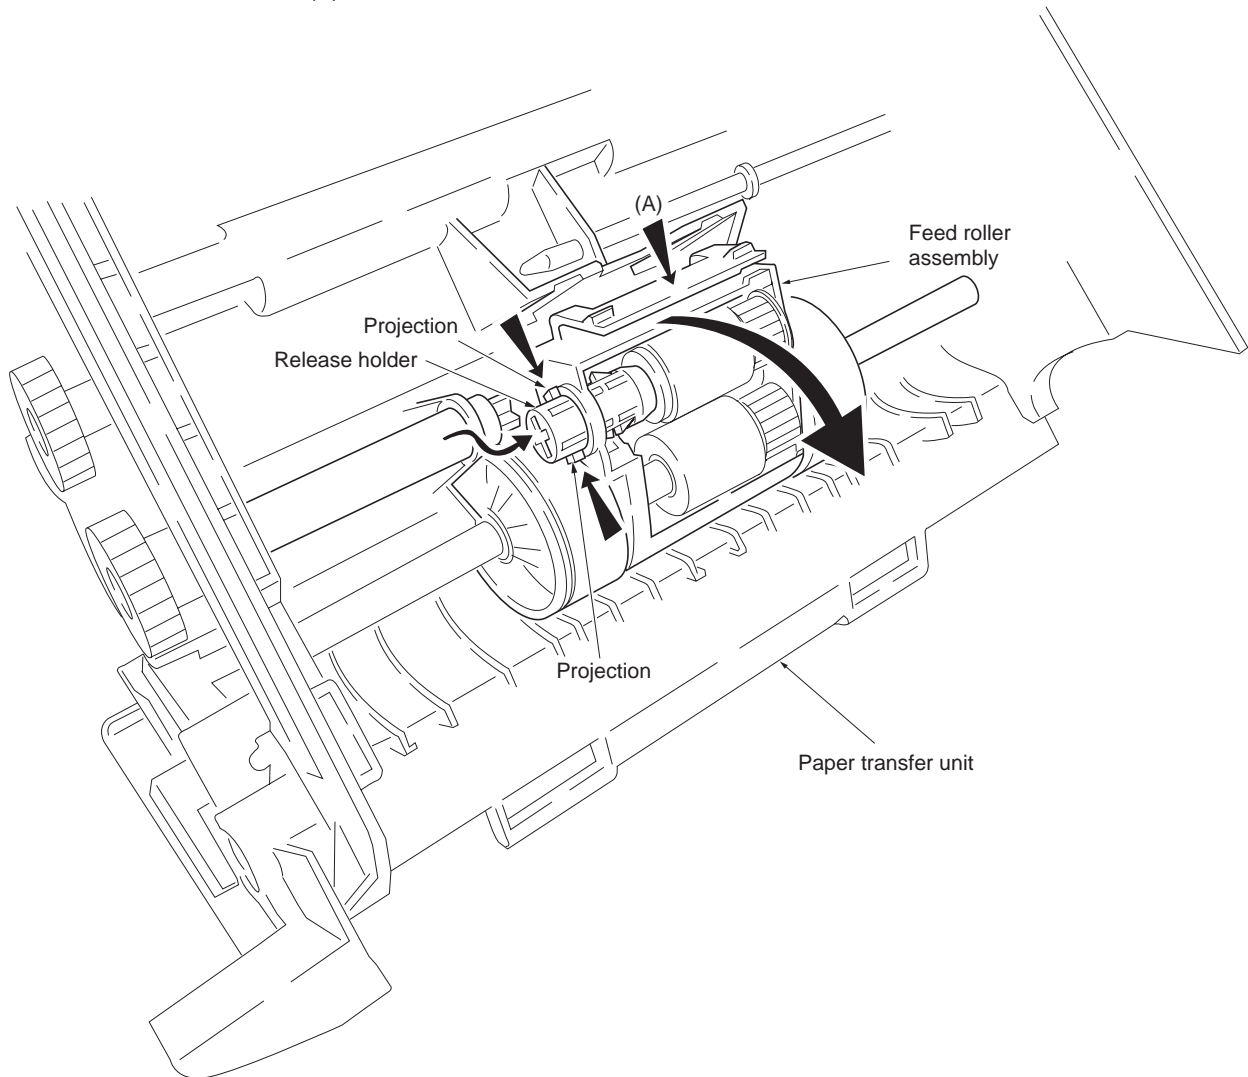 (A)
Feed roller
assembly
Projection
Release holder
Projection
Paper transfer unit